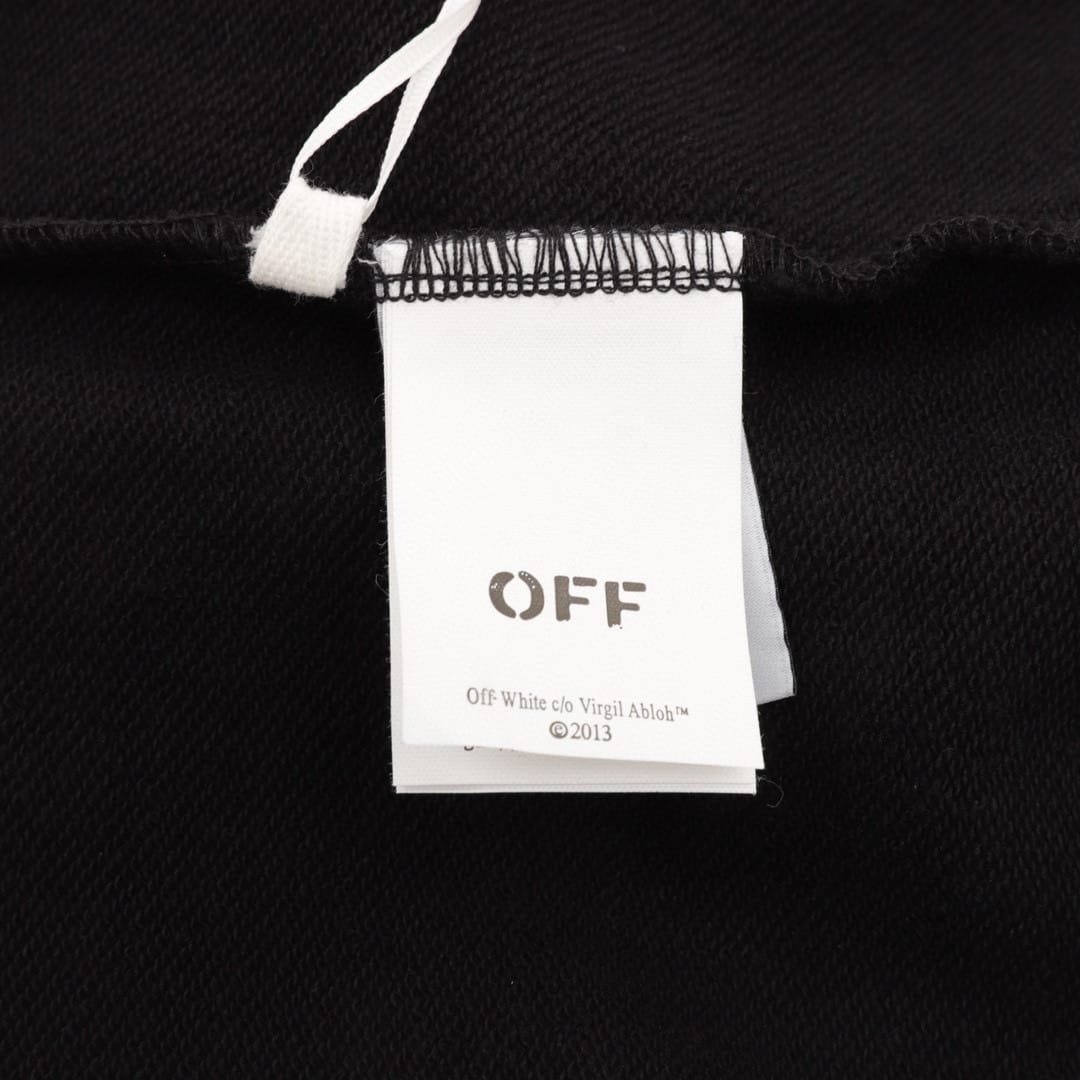 OFF
Off-White c/o Virgil Abloh™
©2013